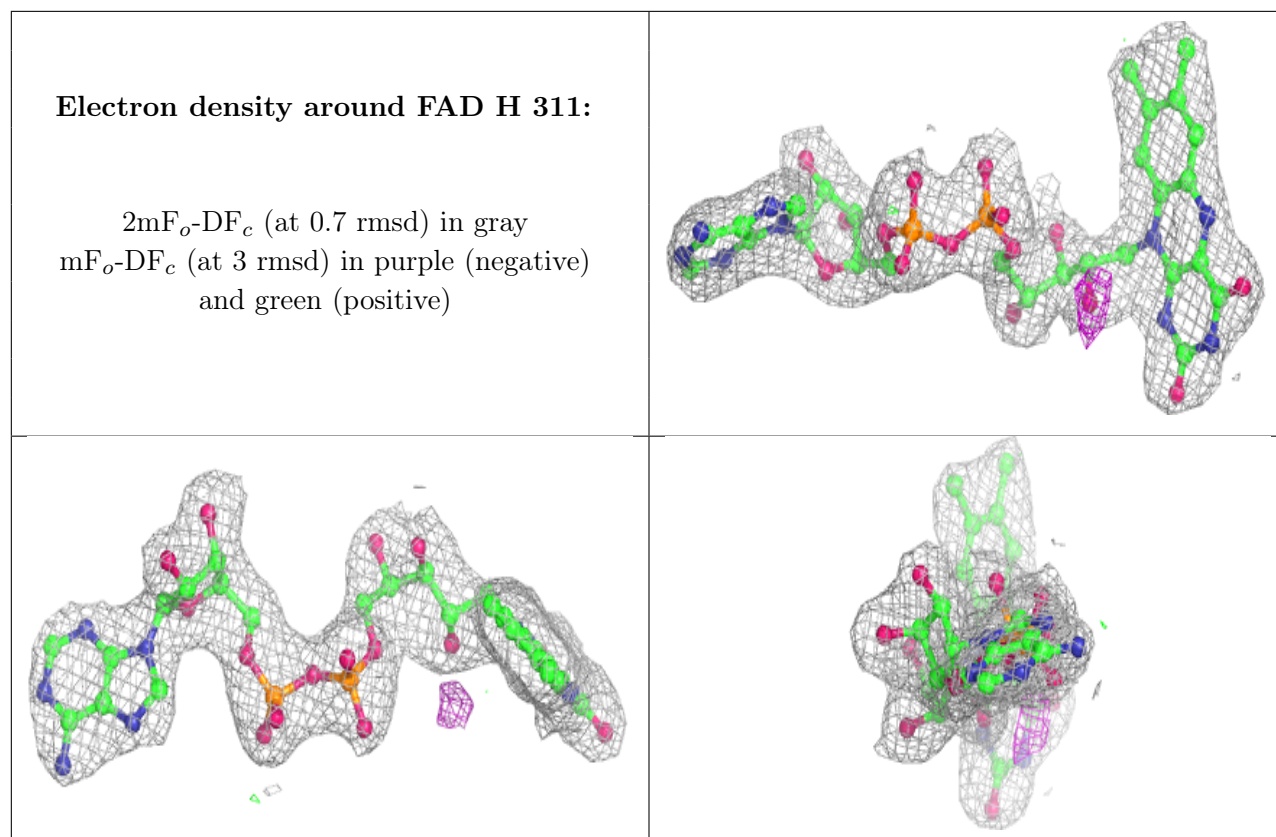 Electron density around FAD H 311:
2mFo-DFc (at 0.7 rmsd) in gray
mFo-DFc (at 3 rmsd) in purple (negative)
and green (positive)